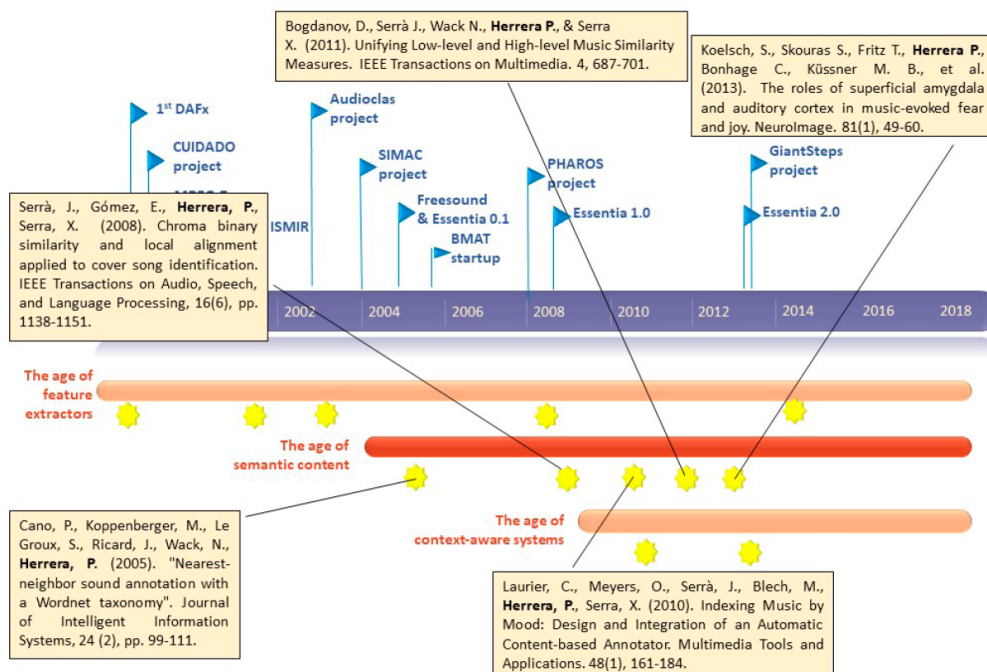 Bogdanov, D., Serrà J., Wack N., Herrera P., & Serra
X. (2011). Unifying Low-level and High-level Music Similarity
Measures. IEEE Transactions on Multimedia. 4, 687-701.
Koelsch, S., Skouras S., Fritz T., Herrera P.,
Bonhage C., Küssner M. B., et al.
(2013). The roles of superficial amygdala
and auditory cortex in music-evoked fear
and joy. NeuroImage. 81(1), 49-60.
1st DAFx
Audioclas
project
CUIDADO
project
SIMAC
project
PHAROS
project
GiantSteps
project
Serrà, J., Gómez, E., Herrera, P.,
Serra, X. (2008). Chroma binary
similarity and local alignment
applied to cover song identification.
IEEE Transactions on Audio, Speech,
and Language Processing, 16(6), pp.
1138-1151.
ISMIR
Freesound
& Essentia 0.1
BMAT
startup
Essentia 1.0
Essentia 2.0
2002
2004
2006
2008
2010
2012
2014
2016
2018
The age of
feature
extractors
The age of
semantic content
The age of
context-aware systems
Cano, P., Koppenberger, M., Le
Groux, S., Ricard, J., Wack, N.,
Herrera, P. (2005). "Nearest-
neighbor sound annotation with
a Wordnet taxonomy". Journal
of Intelligent Information
Systems, 24 (2), pp. 99-111.
Laurier, C., Meyers, O., Serrà, J., Blech, M.,
Herrera, P., Serra, X. (2010). Indexing Music by
Mood: Design and Integration of an Automatic
Content-based Annotator. Multimedia Tools and
Applications. 48(1), 161-184.